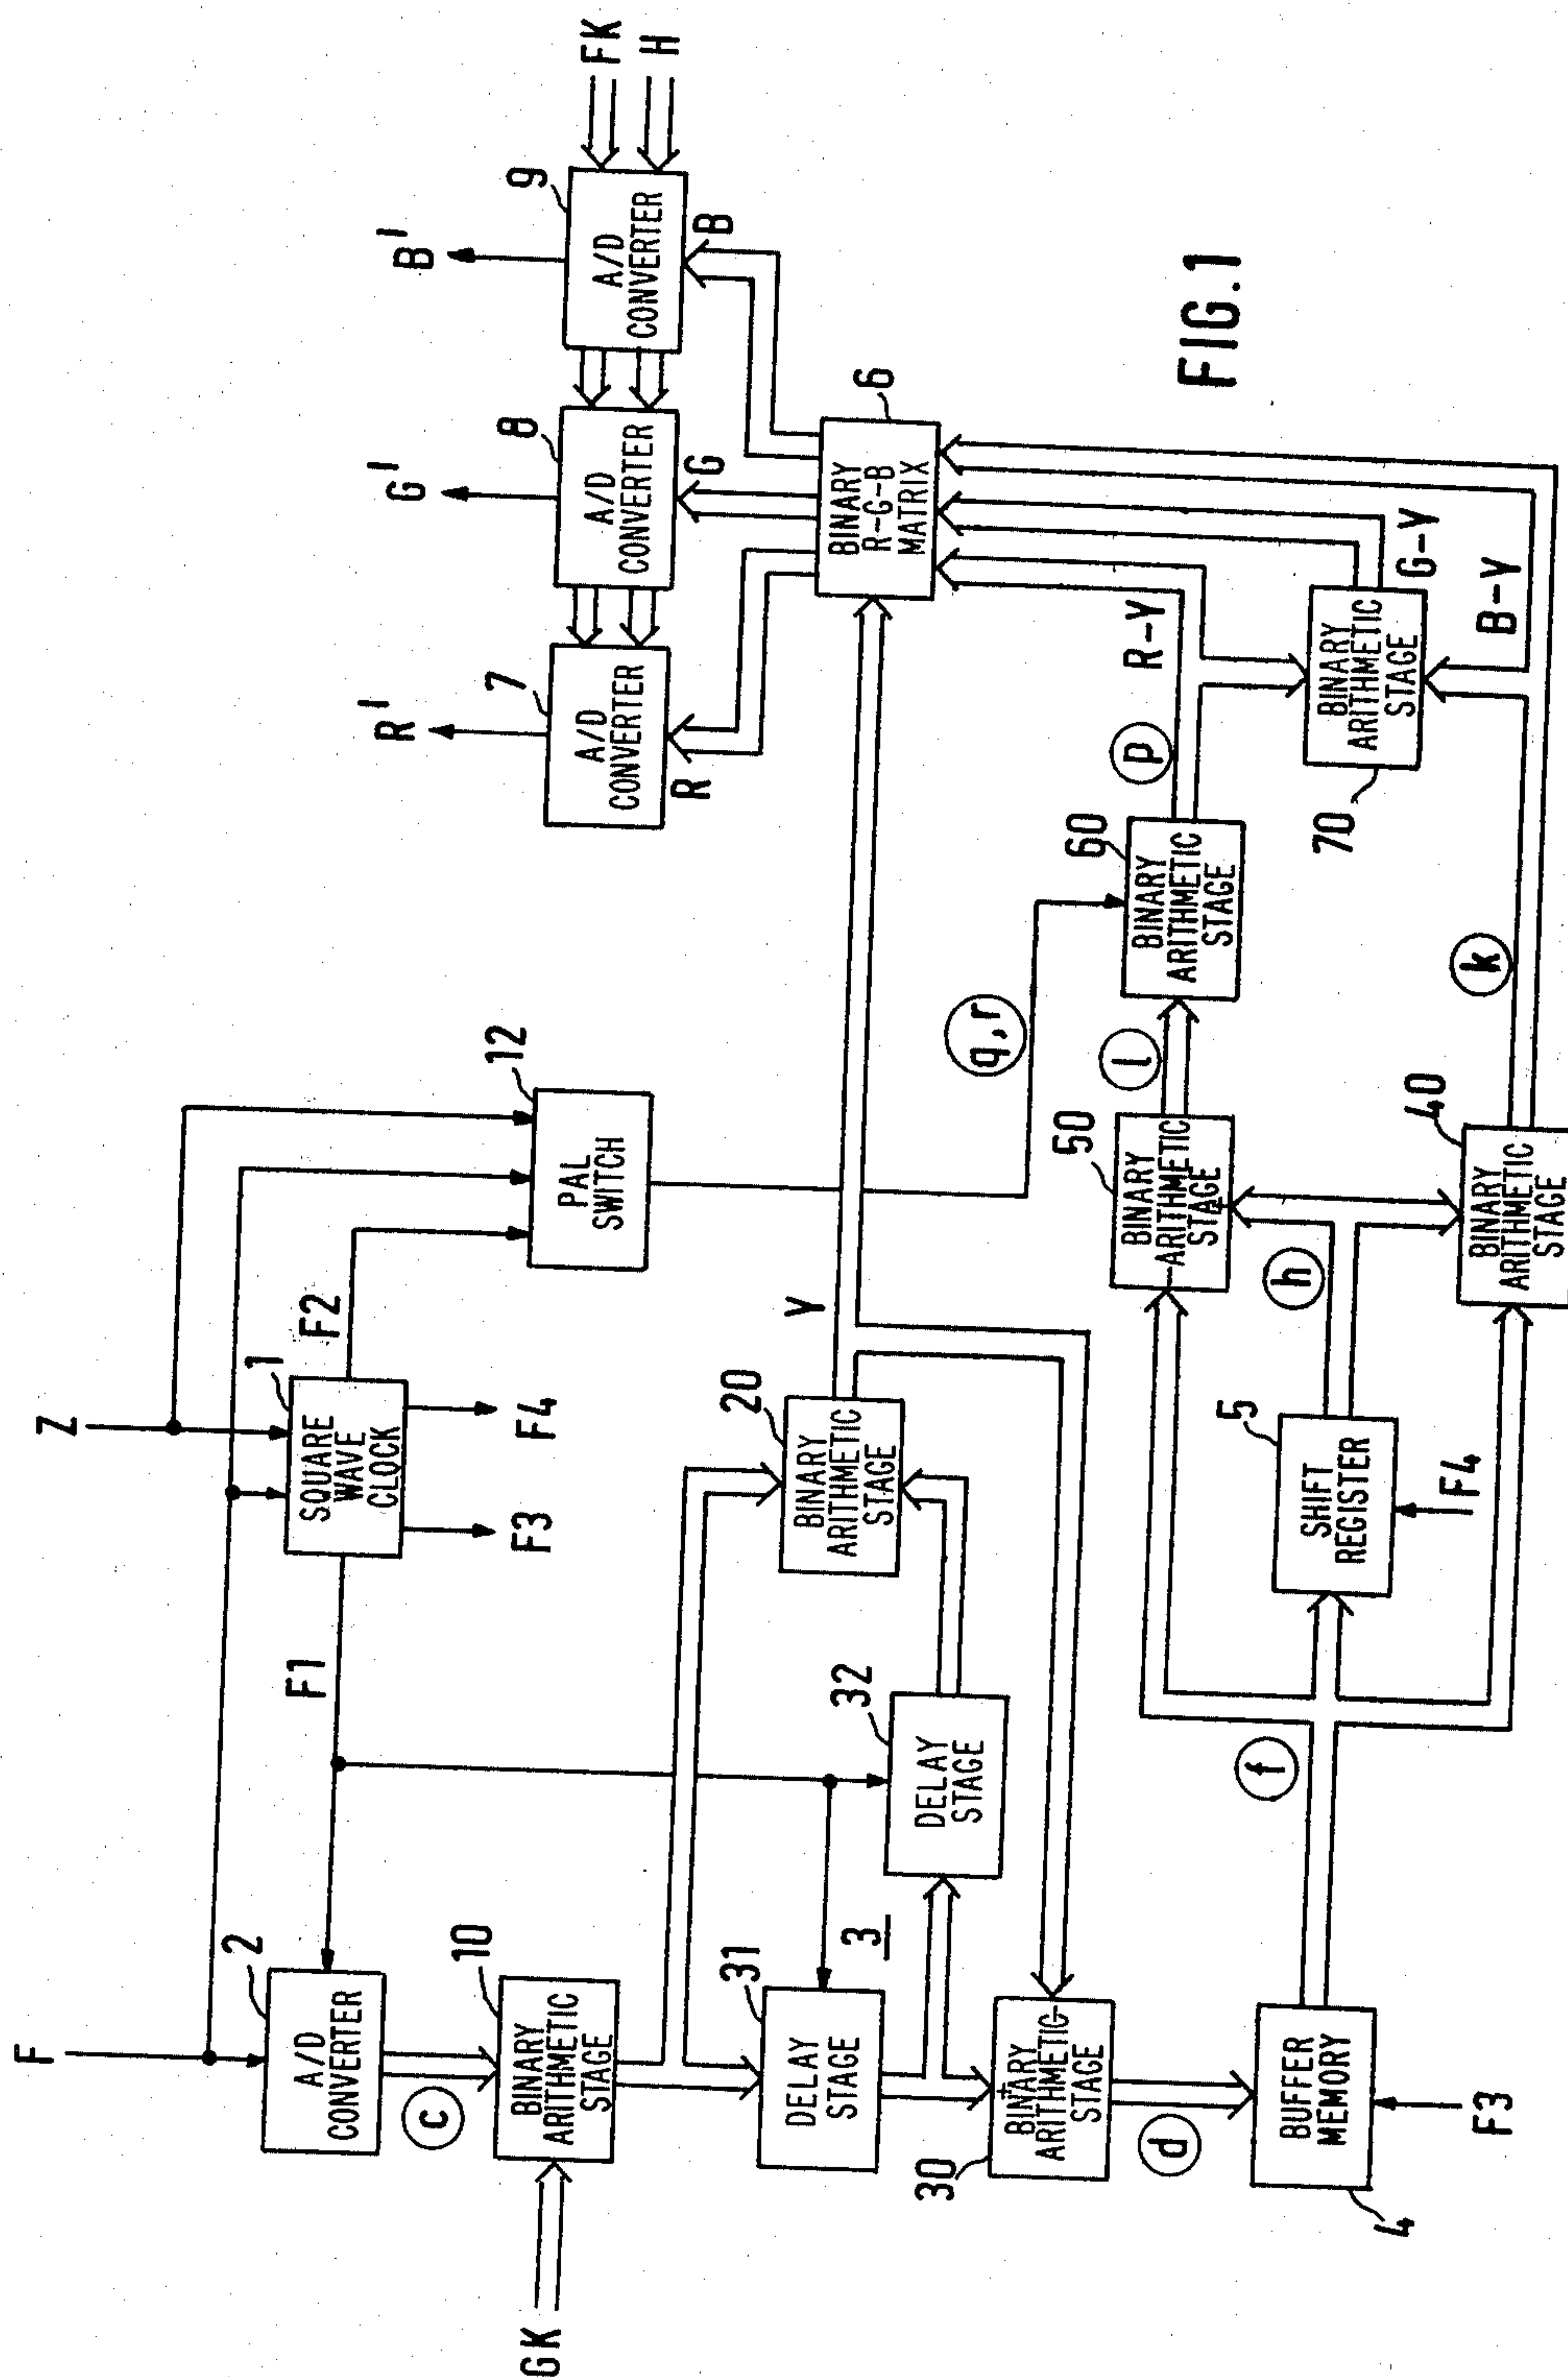 F
2
A/D
CONVERTER
c
GK
10
BINARY
ARITHMETIC
STAGE
31
DELAY
STAGE
3
30
BINARY
ARITHMETIC
STAGE
d
BUFFER
MEMORY
4
F3
Z
1
SQUARE
WAVE
CLOCK
F1
F2
F3
F4
32
DELAY
STAGE
20
BINARY
ARITHMETIC
STAGE
Y
12
PAL
SWITCH
q,r
f
5
SHIFT
REGISTER
F4
h
50
BINARY
ARITHMETIC
STAGE
l
40
BINARY
ARITHMETIC
STAGE
k
60
BINARY
ARITHMETIC
STAGE
p
R-Y
70
BINARY
ARITHMETIC
STAGE
G-Y
B-Y
6
BINARY
R-G-B
MATRIX
R'
7
A/D
CONVERTER
R
G'
8
A/D
CONVERTER
G
B'
9
A/D
CONVERTER
B
FK
H
FIG.1